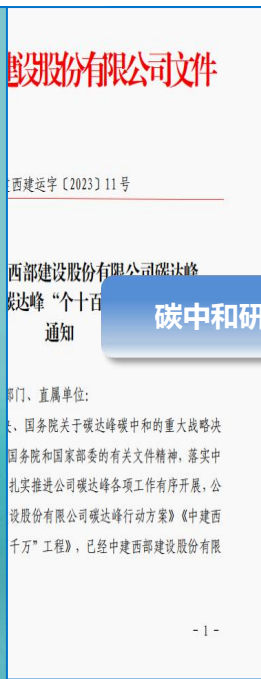 建设股份有限公司文件
西建运字〔2023〕11号
西部建设股份有限公司碳达峰
碳达峰“个十百
通知
碳中和研
部门、直属单位:
、国务院关于碳达峰碳中和的重大战略决
国务院和国家部委的有关文件精神，落实中
扎实推进公司碳达峰各项工作有序开展，公
设股份有限公司碳达峰行动方案》《中建西
千万”工程》，已经中建西部建设股份有限
- 1 -